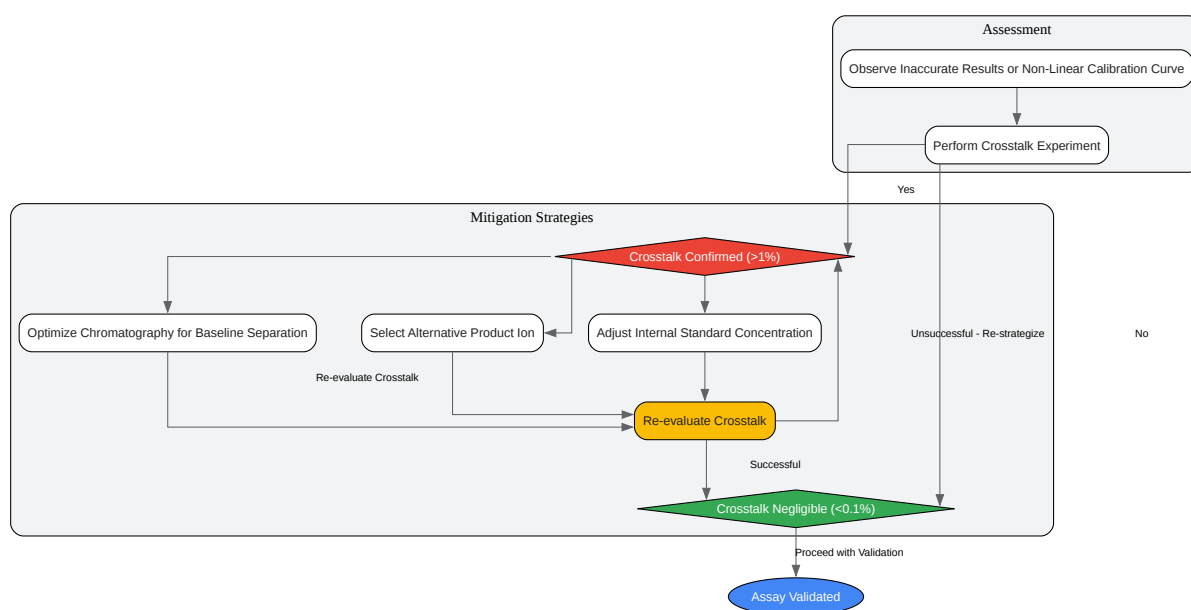 Assessment
Observe Inaccurate Results or Non-Linear Calibration Curve
Perform Crosstalk Experiment
Yes
Mitigation Strategies
Crosstalk Confirmed (>1%)
Optimize Chromatography for Baseline Separation
Select Alternative Product Ion
Adjust Internal Standard Concentration
Unsuccessful - Re-strategize
No
Re-evaluate Crosstalk
Re-evaluate Crosstalk
Successful
Crosstalk Negligible (<0.1%)
Proceed with Validation
Assay Validated